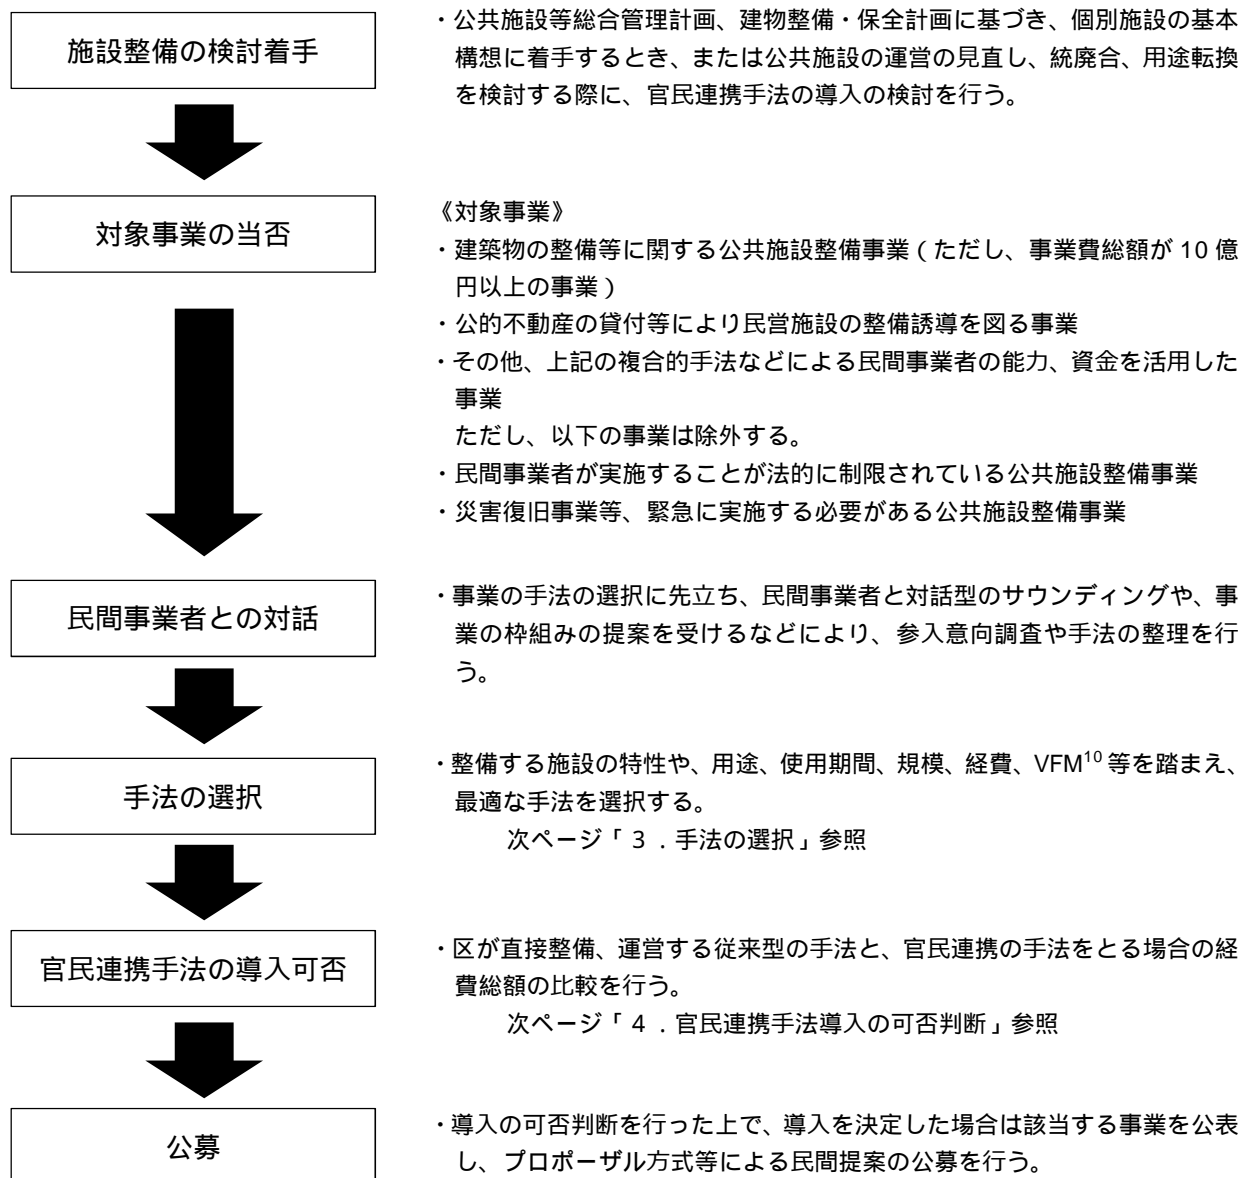 施設整備の検討着手
・公共施設等総合管理計画、建物整備・保全計画に基づき、個別施設の基本
構想に着手するとき、または公共施設の運営の見直し、統廃合、用途転換
を検討する際に、官民連携手法の導入の検討を行う。
対象事業の当否
《対象事業》
・建築物の整備等に関する公共施設整備事業(ただし、事業費総額が 10 億
円以上の事業)
・公的不動産の貸付等により民営施設の整備誘導を図る事業
・その他、上記の複合的手法などによる民間事業者の能力、資金を活用した
事業
ただし、以下の事業は除外する。
・民間事業者が実施することが法的に制限されている公共施設整備事業
・災害復旧事業等、緊急に実施する必要がある公共施設整備事業
民間事業者との対話
・事業の手法の選択に先立ち、民間事業者と対話型のサウンディングや、事
業の枠組みの提案を受けるなどにより、参入意向調査や手法の整理を行
う。
手法の選択
・整備する施設の特性や、用途、使用期間、規模、経費、VFM10 等を踏まえ、
最適な手法を選択する。
次ページ「3.手法の選択」参照
官民連携手法の導入可否
・区が直接整備、運営する従来型の手法と、官民連携の手法をとる場合の経
費総額の比較を行う。
次ページ「4.官民連携手法導入の可否判断」参照
公募
・導入の可否判断を行った上で、導入を決定した場合は該当する事業を公表
し、プロポーザル方式等による民間提案の公募を行う。